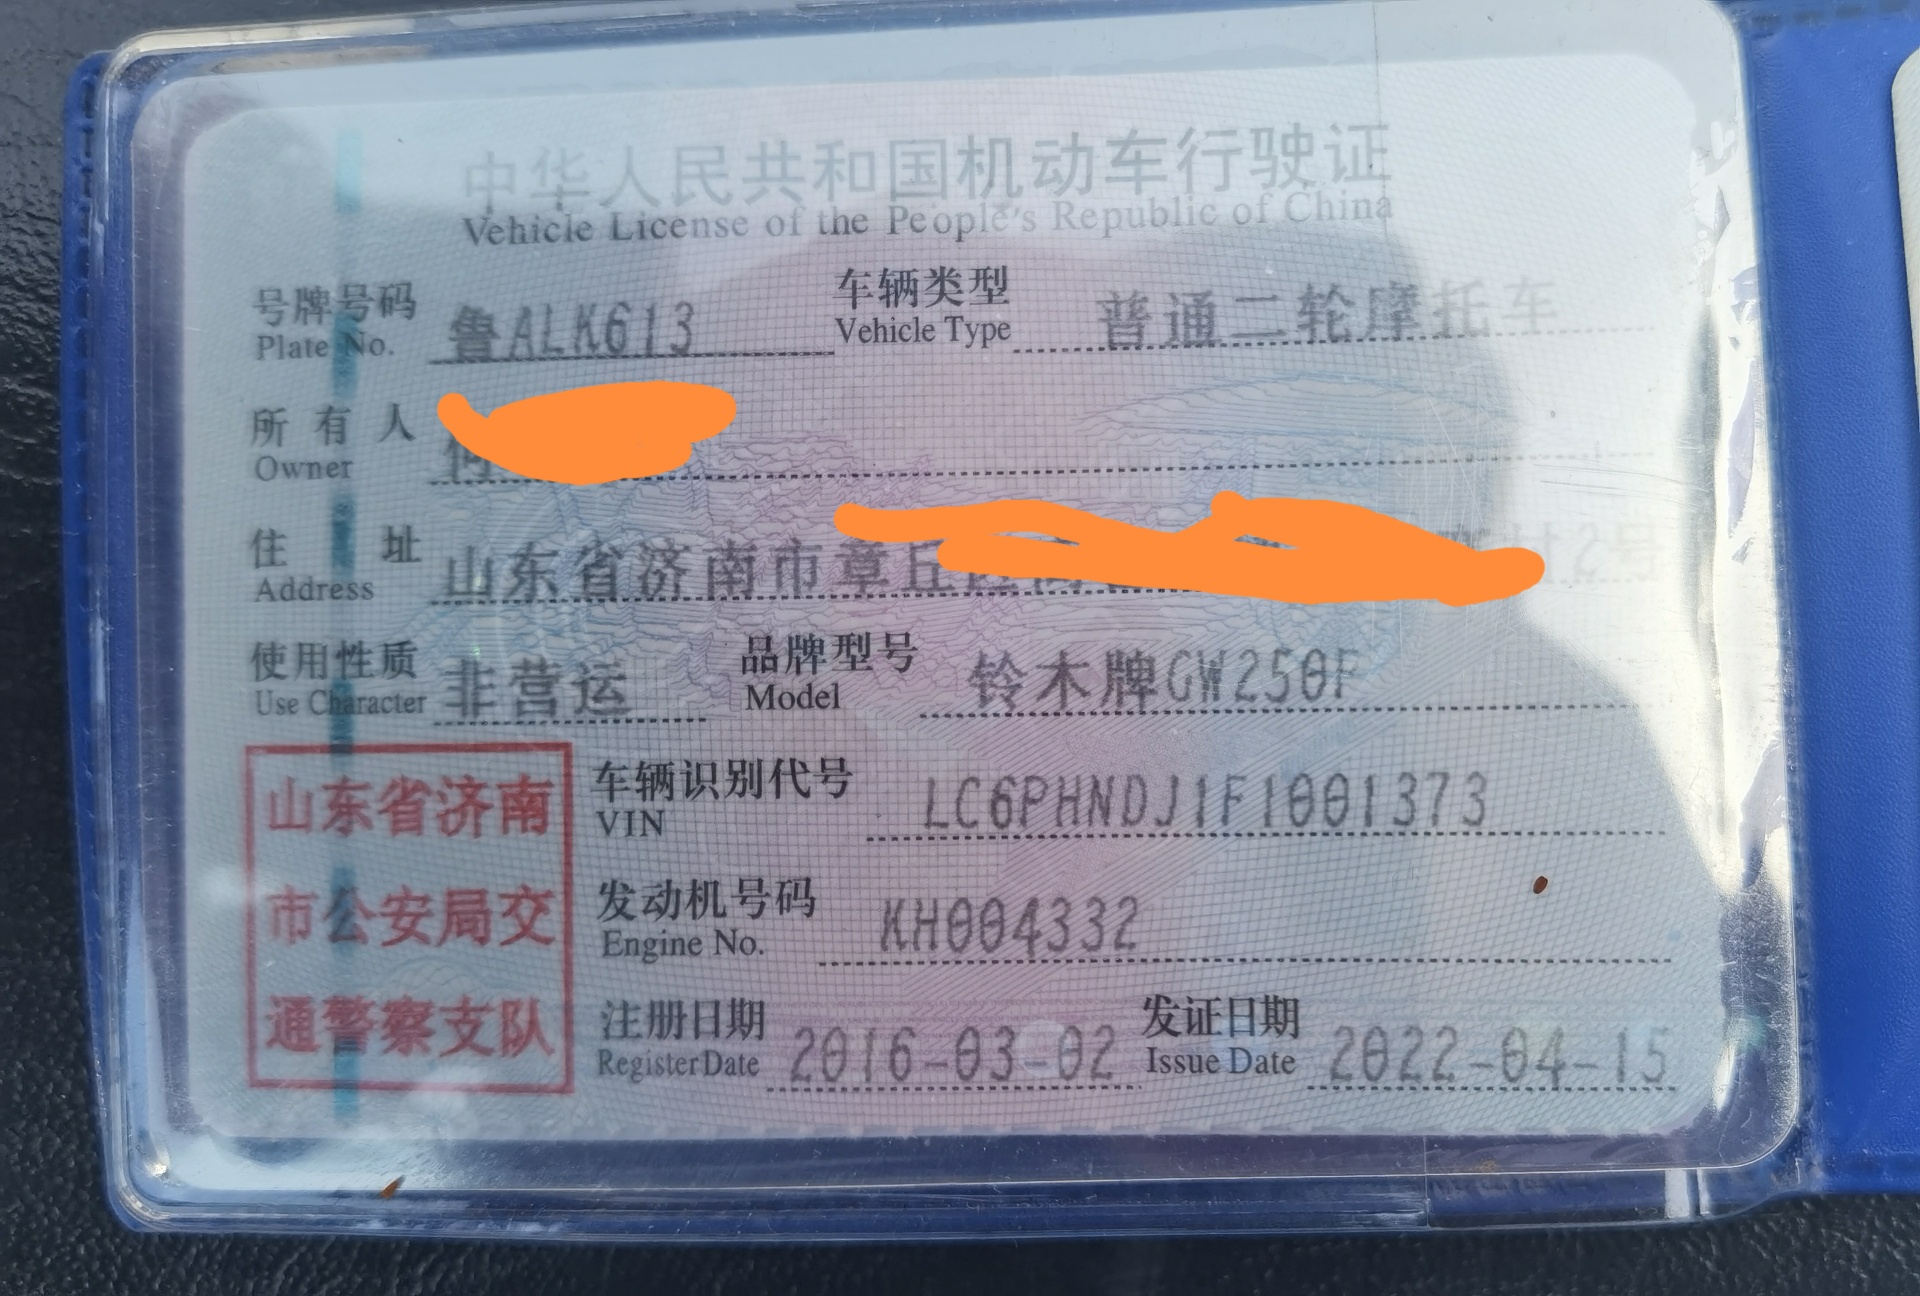 中华人民共和国机动车行驶证
Vehicle License of the People's Republic of China
号牌号码 鲁ALK613 车辆类型 普通二轮摩托车
Plate No. Vehicle Type
所有人
Owner
住址 山东省济南市章丘 2号
Address
使用性质 非营运 品牌型号 铃木牌GW250F
Use Character Model
山东省济南
市公安局交
通警察支队
车辆识别代号 LC6PHNDJ1F1001373
VIN
发动机号码 KH004332
Engine No.
注册日期 2016-03-02 发证日期 2022-04-15
Register Date Issue Date